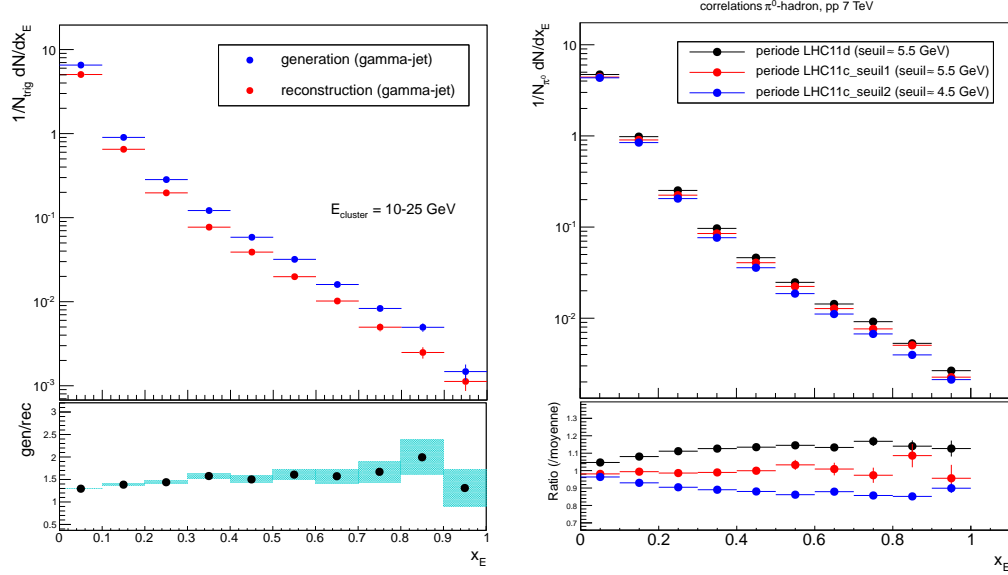 1/N_trig dN/dx_E
10
1
10^-1
10^-2
10^-3
generation (gamma-jet)
reconstruction (gamma-jet)
E_cluster = 10-25 GeV
gen/rec
3
2.5
2
1.5
1
0.5
0 0.1 0.2 0.3 0.4 0.5 0.6 0.7 0.8 0.9 1
x_E
correlations π^0-hadron, pp 7 TeV
1/N_π^0 dN/dx_E
10
1
10^-1
10^-2
periode LHC11d (seuil≈ 5.5 GeV)
periode LHC11c_seuil1 (seuil≈ 5.5 GeV)
periode LHC11c_seuil2 (seuil≈ 4.5 GeV)
Ratio (/moyenne)
1.3
1.2
1.1
1
0.9
0.8
0.7
0 0.2 0.4 0.6 0.8 1
x_E